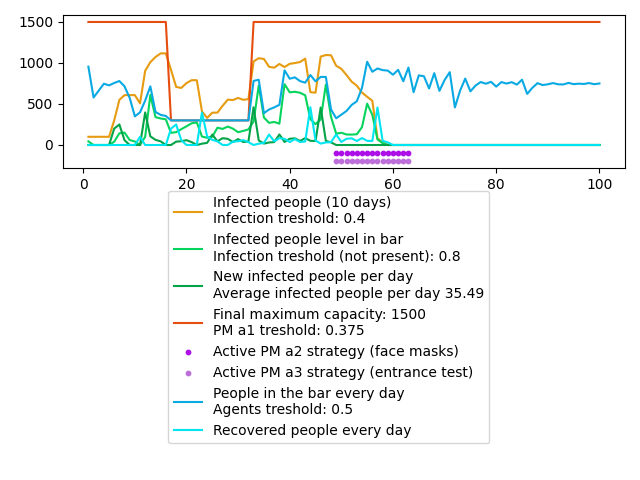 1500
1000
500
0
0 20 40 60 80 100
Infected people (10 days)
Infection treshold: 0.4
Infected people level in bar
Infection treshold (not present): 0.8
New infected people per day
Average infected people per day 35.49
Final maximum capacity: 1500
PM a1 treshold: 0.375
Active PM a2 strategy (face masks)
Active PM a3 strategy (entrance test)
People in the bar every day
Agents treshold: 0.5
Recovered people every day